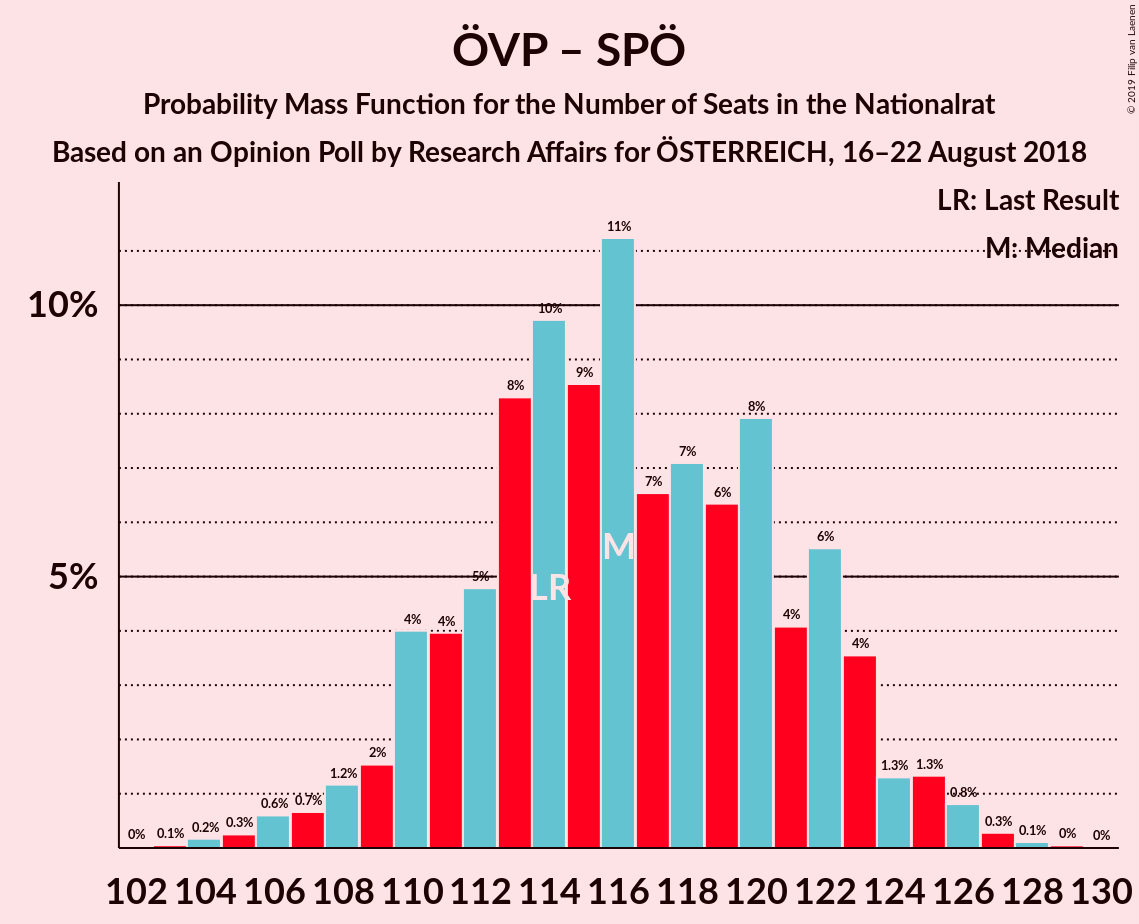 ÖVP – SPÖ
Probability Mass Function for the Number of Seats in the Nationalrat
Based on an Opinion Poll by Research Affairs for ÖSTERREICH, 16–22 August 2018
© 2019 Filip van Laenen
LR: Last Result
M: Median
10%
5%
0% 0.1% 0.2% 0.3% 0.6% 0.7% 1.2% 2% 4% 4% 5% 8% 10% 9% 11% 7% 7% 6% 8% 4% 6% 4% 1.3% 1.3% 0.8% 0.3% 0.1% 0% 0%
M
LR
102 104 106 108 110 112 114 116 118 120 122 124 126 128 130